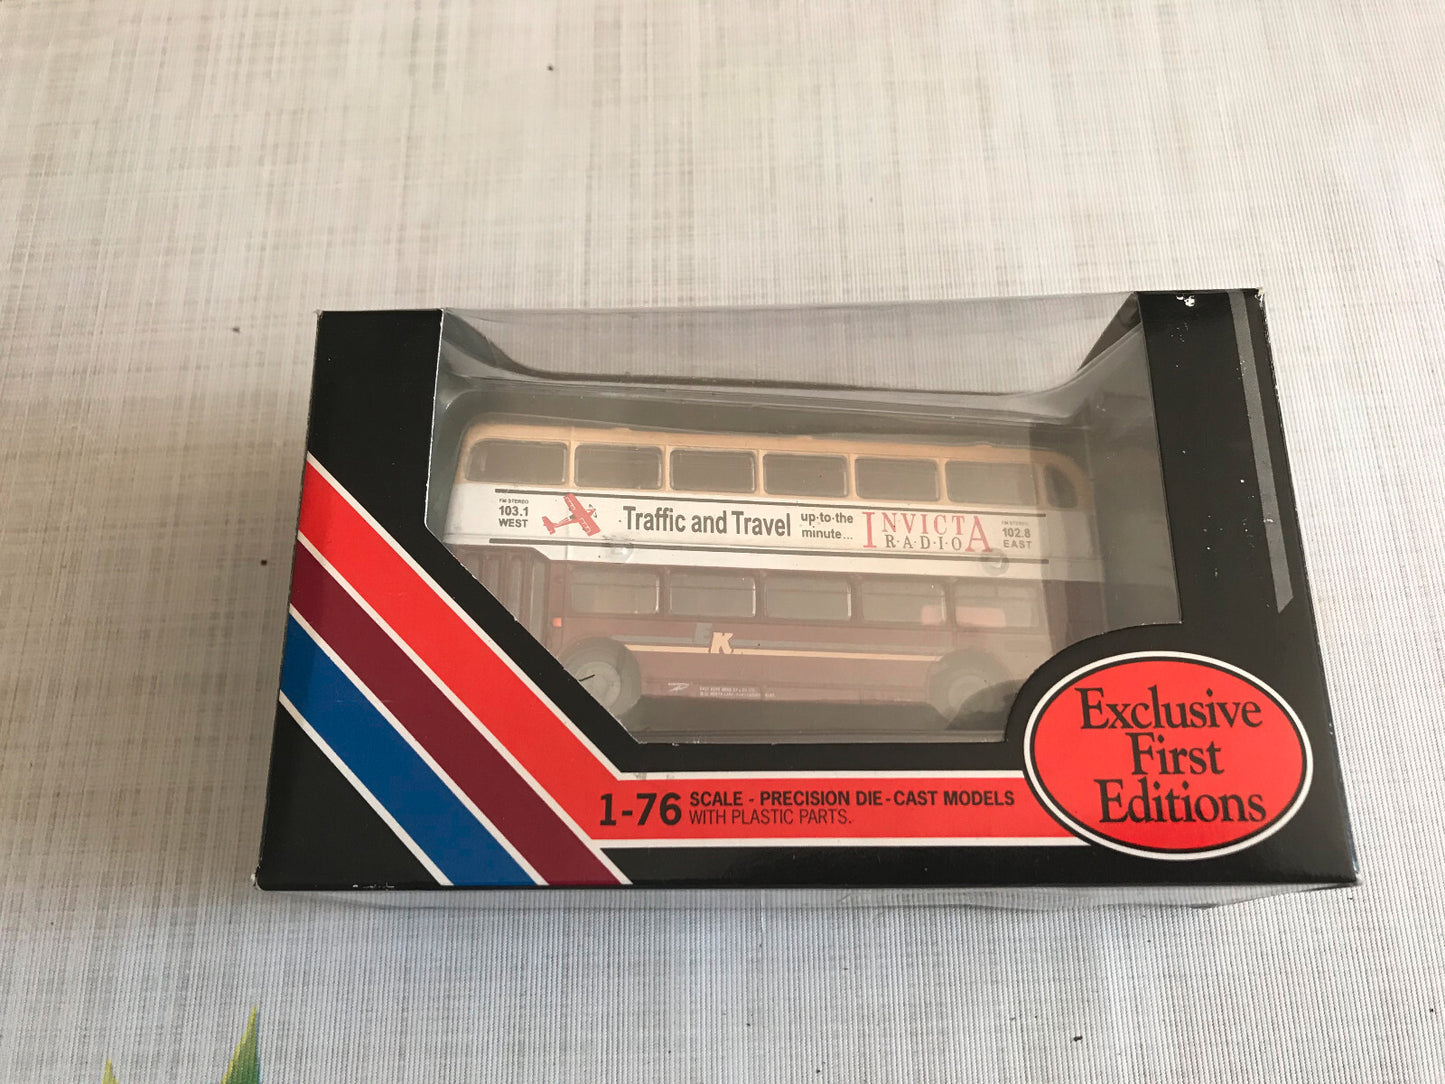 FM STEREO
103.1
WEST
Traffic and Travel
up-to-the
minute...
INVICTA
R·A·D·I·O
FM STEREO
102.8
EAST
EK
1-76 SCALE - PRECISION DIE-CAST MODELS
WITH PLASTIC PARTS.
Exclusive
First
Editions